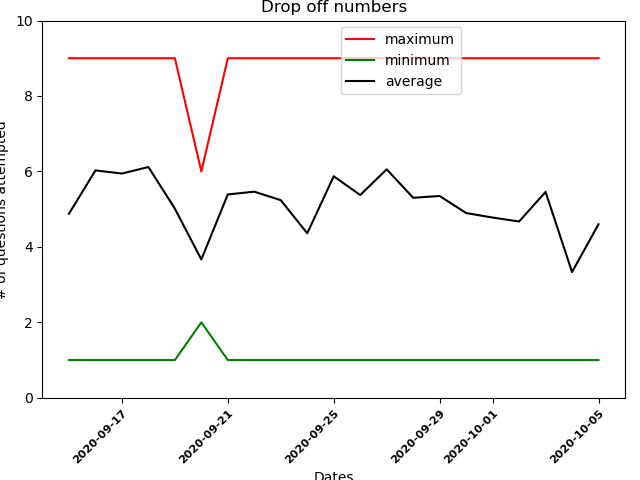 Drop off numbers
maximum
minimum
average
# of questions attempted
10
8
6
4
2
0
2020-09-17
2020-09-21
2020-09-25
2020-09-29
2020-10-01
2020-10-05
Dates